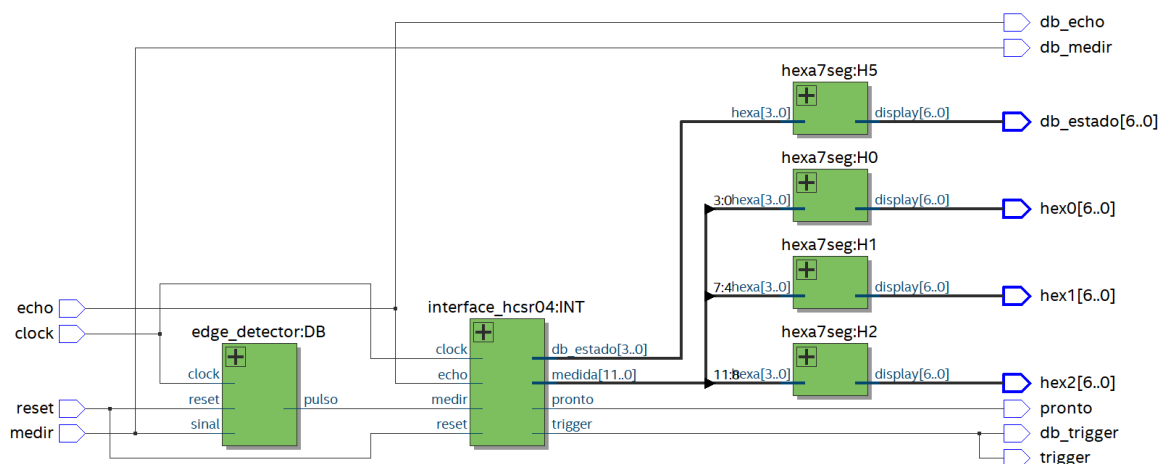 db_echo
db_medir
hexa7seg:H5
hexa[3..0] display[6..0]
db_estado[6..0]
hexa7seg:H0
3:0 hexa[3..0] display[6..0]
hex0[6..0]
hexa7seg:H1
7:4 hexa[3..0] display[6..0]
hex1[6..0]
echo
clock
interface_hcsr04:INT
edge_detector:DB
hexa7seg:H2
clock
db_estado[3..0]
clock
echo
medida[11..0]
11:8 hexa[3..0] display[6..0]
hex2[6..0]
reset
reset
pulso
medir
pronto
pronto
medir
sinal
reset
trigger
db_trigger
trigger